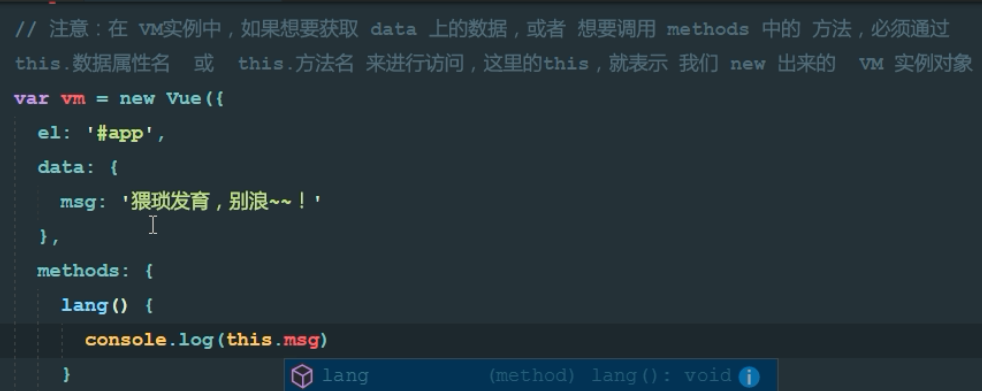 // 注意：在 VM实例中，如果想要获取 data 上的数据，或者 想要调用 methods 中的 方法，必须通过
this.数据属性名 或 this.方法名 来进行访问，这里的this，就表示 我们 new 出来的 VM 实例对象
var vm = new Vue({
el: '#app',
data: {
msg: '猥琐发育，别浪~~！'
},
methods: {
lang() {
console.log(this.msg)
}
lang (method) lang(): void